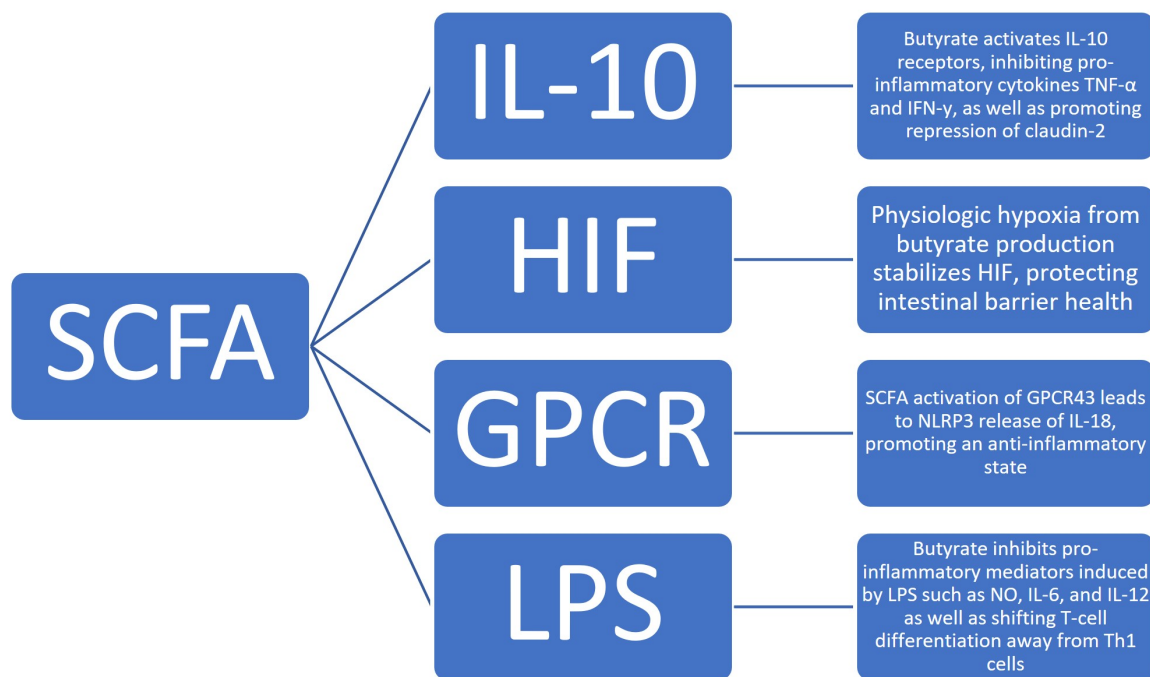 SCFA
IL-10
Butyrate activates IL-10
receptors, inhibiting pro-
inflammatory cytokines TNF-α
and IFN-γ, as well as promoting
repression of claudin-2
HIF
Physiologic hypoxia from
butyrate production
stabilizes HIF, protecting
intestinal barrier health
GPCR
SCFA activation of GPCR43 leads
to NLRP3 release of IL-18,
promoting an anti-inflammatory
state
LPS
Butyrate inhibits pro-
inflammatory mediators induced
by LPS such as NO, IL-6, and IL-12
as well as shifting T-cell
differentiation away from Th1
cells